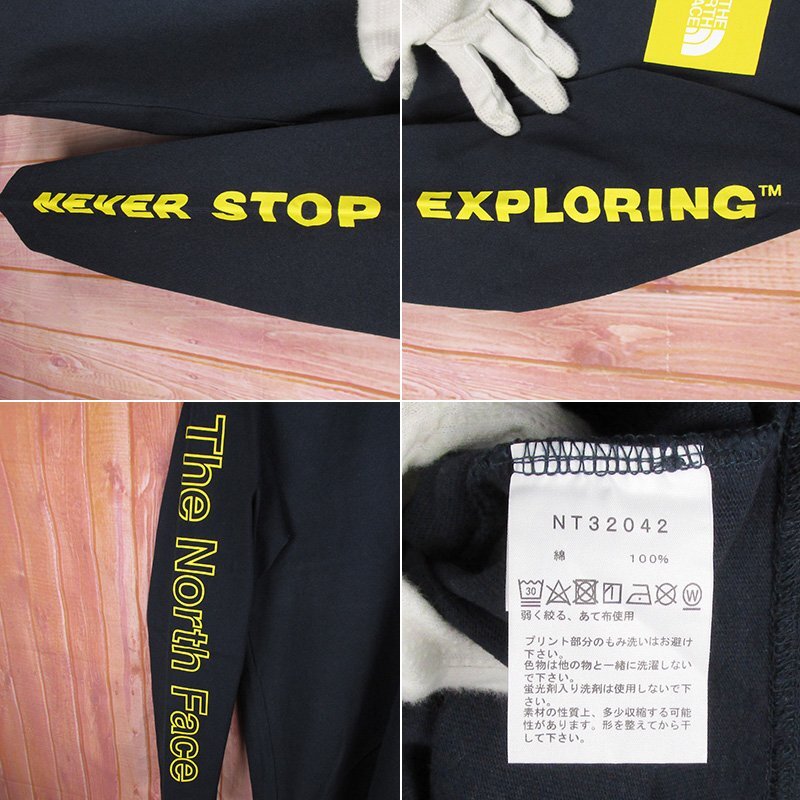 NEVER STOP
EXPLORING™
THE
NORTH
FACE
The North Face
NT32042
綿 100%
30
W
弱く絞る、あて布使用
プリント部分のもみ洗いはお避け
下さい。
色物は他の物と一緒に洗濯しない
で下さい。
蛍光剤入り洗剤は使用しないで下
さい。
素材の性質上、多少収縮する可能
性があります。形を整えてから干
して下さい。